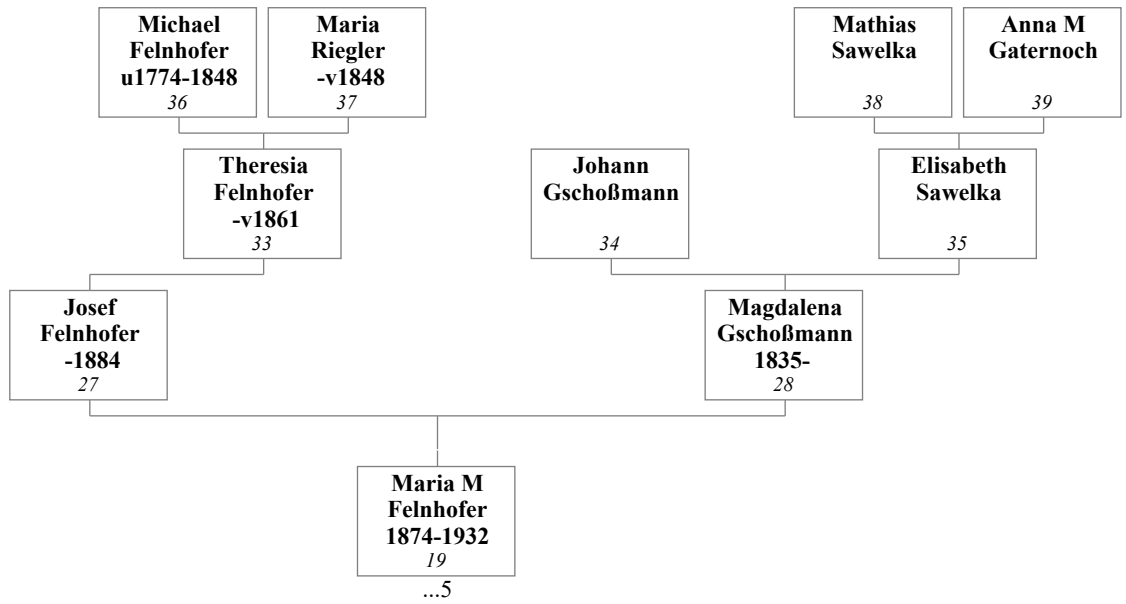 Michael
Felnhofer
u1774-1848
36
Maria
Riegler
-v1848
37
Mathias
Sawelka
38
Anna M
Gaternoch
39
Theresia
Felnhofer
-v1861
33
Johann
Gschoßmann
34
Elisabeth
Sawelka
35
Josef
Felnhofer
-1884
27
Magdalena
Gschoßmann
1835-
28
Maria M
Felnhofer
1874-1932
19
...5